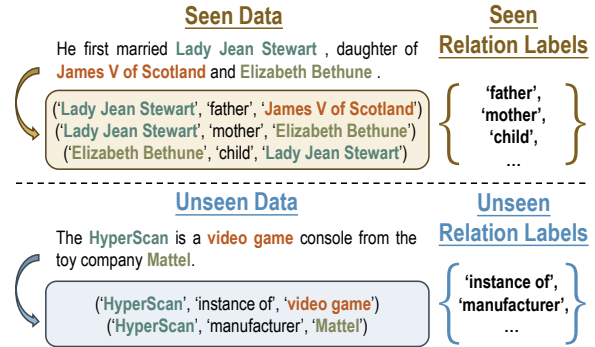 Seen Data
He first married Lady Jean Stewart , daughter of
James V of Scotland and Elizabeth Bethune .
('Lady Jean Stewart', 'father', 'James V of Scotland')
('Lady Jean Stewart', 'mother', 'Elizabeth Bethune')
('Elizabeth Bethune', 'child', 'Lady Jean Stewart')
Seen
Relation Labels
'father',
'mother',
'child',
...
Unseen Data
The HyperScan is a video game console from the
toy company Mattel.
('HyperScan', 'instance of', 'video game')
('HyperScan', 'manufacturer', 'Mattel')
Unseen
Relation Labels
'instance of',
'manufacturer',
...